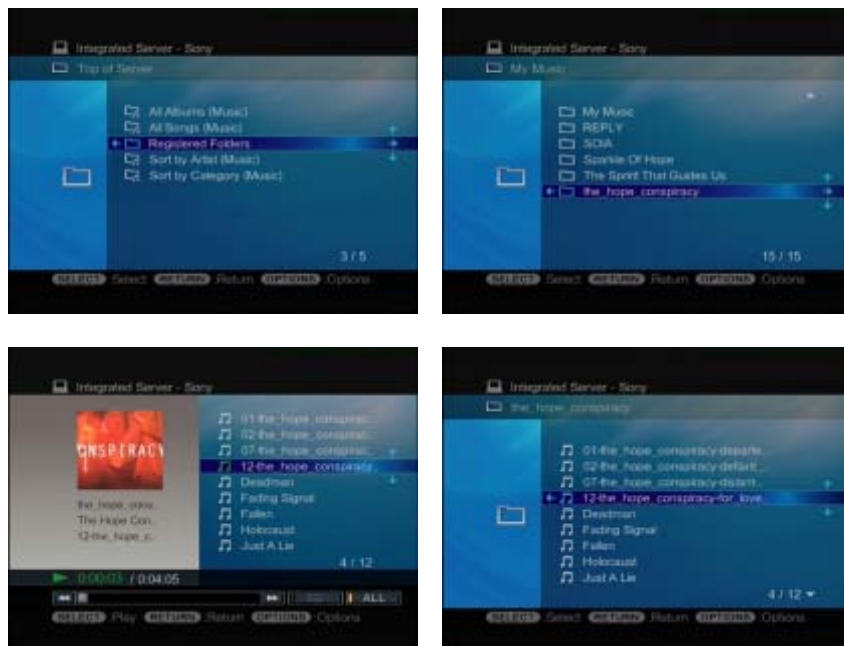 Integrated Server - Sony
Top of Server
All Albums (Music)
All Songs (Music)
Registered Folders
Sort by Artist (Music)
Sort by Category (Music)
3 / 5
SELECT :Select RETURN :Return OPTIONS :Options
Integrated Server - Sony
My Music
My Music
REPLY
SOIA
Sparkle Of Hope
The Spirit That Guides Us
the_hope_conspiracy
15 / 15
SELECT :Select RETURN :Return OPTIONS :Options
Integrated Server - Sony
ONSPIRACY
the_hope_cons..
The Hope Con..
12-the_hope_c..
01-the_hope_conspirac..
02-the_hope_conspirac..
07-the_hope_conspirac..
12-the_hope_conspiracy..
Deadman
Fading Signal
Fallen
Holocaust
Just A Lie
4 / 12
0:00:03 / 0:04:05
ALL
SELECT :Play RETURN :Return OPTIONS :Options
Integrated Server - Sony
the_hope_conspiracy
01-the_hope_conspiracy-departe...
02-the_hope_conspiracy-defiant...
07-the_hope_conspiracy-distant...
12-the_hope_conspiracy-for_love...
Deadman
Fading Signal
Fallen
Holocaust
Just A Lie
4 / 12
SELECT :Select RETURN :Return OPTIONS :Options